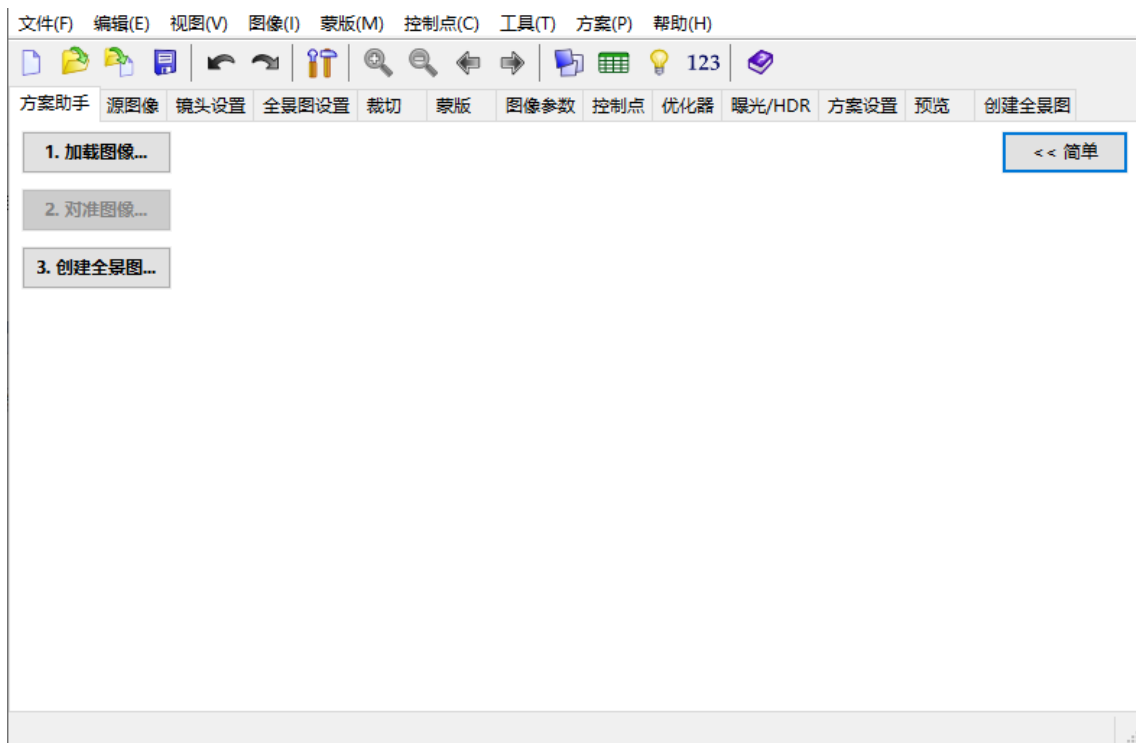 文件(F) 编辑(E) 视图(V) 图像(I) 蒙版(M) 控制点(C) 工具(T) 方案(P) 帮助(H)
123
方案助手 源图像 镜头设置 全景图设置 裁切 蒙版 图像参数 控制点 优化器 曝光/HDR 方案设置 预览 创建全景图
1. 加载图像... << 简单
2. 对准图像...
3. 创建全景图...